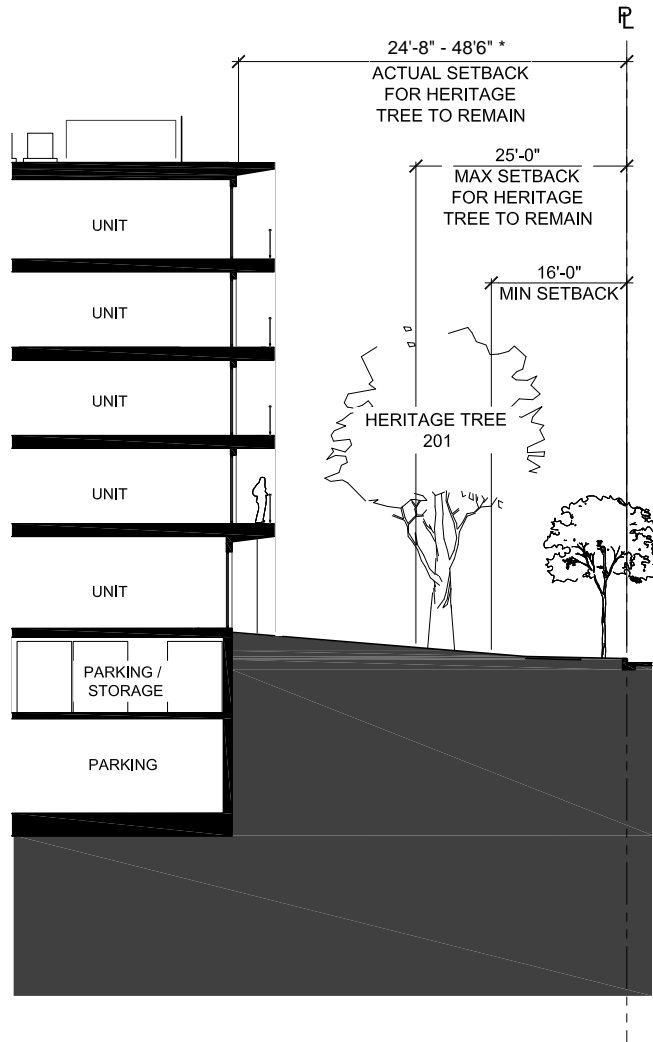 PL
24'-8" - 48'6" *
ACTUAL SETBACK
FOR HERITAGE
TREE TO REMAIN
25'-0"
MAX SETBACK
FOR HERITAGE
TREE TO REMAIN
16'-0"
MIN SETBACK
UNIT
UNIT
UNIT
HERITAGE TREE
201
UNIT
UNIT
PARKING /
STORAGE
PARKING